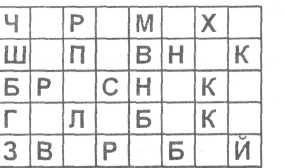 Ч Р М Х
Ш П В Н К
Б Р С Н К
Г Л Б К
З В Р Б Й